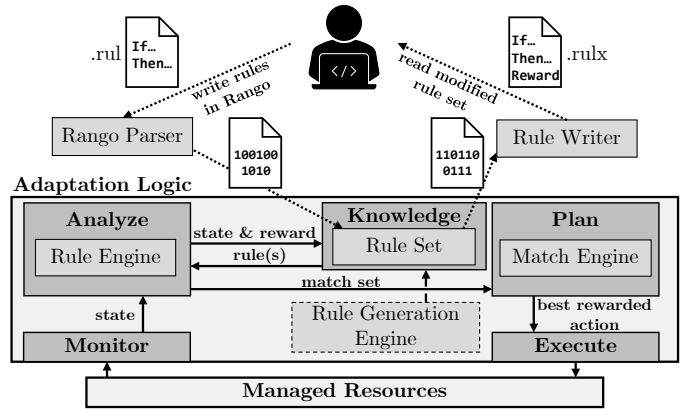 .rul
If…
Then…
</>
If…
Then…
Reward
.rulx
write rules
in Rango
read modified
rule set
Rango Parser
100100
1010
110110
0111
Rule Writer
Adaptation Logic
Analyze
Rule Engine
state & reward
rule(s)
Knowledge
Rule Set
Plan
Match Engine
match set
state
Rule Generation
Engine
best rewarded
action
Monitor
Execute
Managed Resources